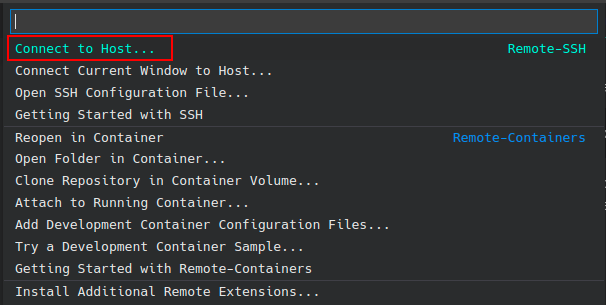 Connect to Host... Remote-SSH
Connect Current Window to Host...
Open SSH Configuration File...
Getting Started with SSH
Reopen in Container Remote-Containers
Open Folder in Container...
Clone Repository in Container Volume...
Attach to Running Container...
Add Development Container Configuration Files...
Try a Development Container Sample...
Getting Started with Remote-Containers
Install Additional Remote Extensions...